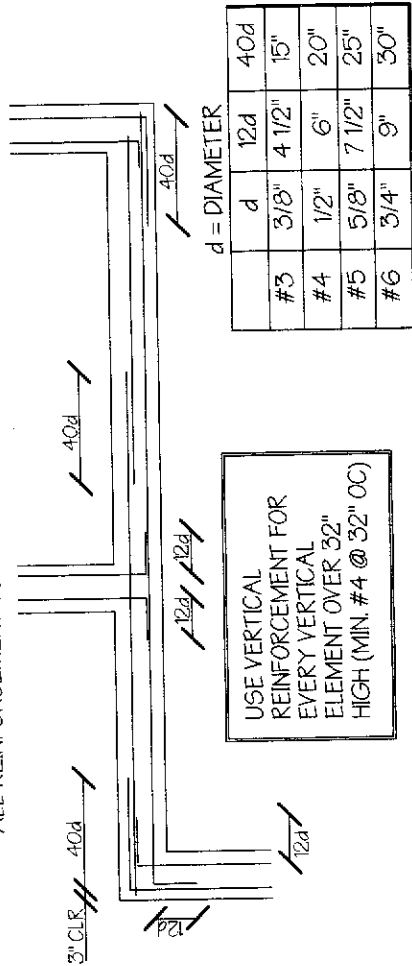 3" CLR
40d
40d
40d
12d
12d
12d
12d
d = DIAMETER
d 12d 40d
#3 3/8" 4 1/2" 15"
#4 1/2" 6" 20"
#5 5/8" 7 1/2" 25"
#6 3/4" 9" 30"
USE VERTICAL
REINFORCEMENT FOR
EVERY VERTICAL
ELEMENT OVER 32"
HIGH (MIN. #4 @ 32" OC)